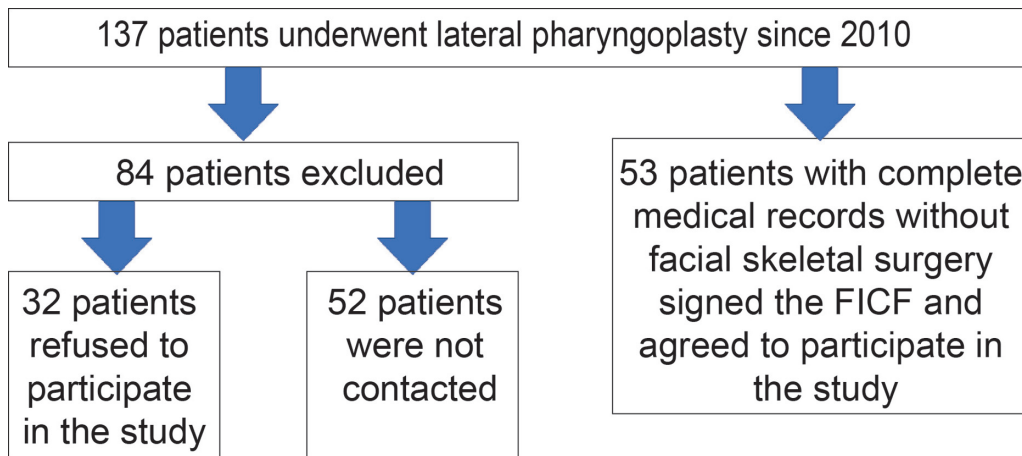 137 patients underwent lateral pharyngoplasty since 2010
84 patients excluded
32 patients
refused to
participate
in the study
52 patients
were not
contacted
53 patients with complete
medical records without
facial skeletal surgery
signed the FICF and
agreed to participate in
the study